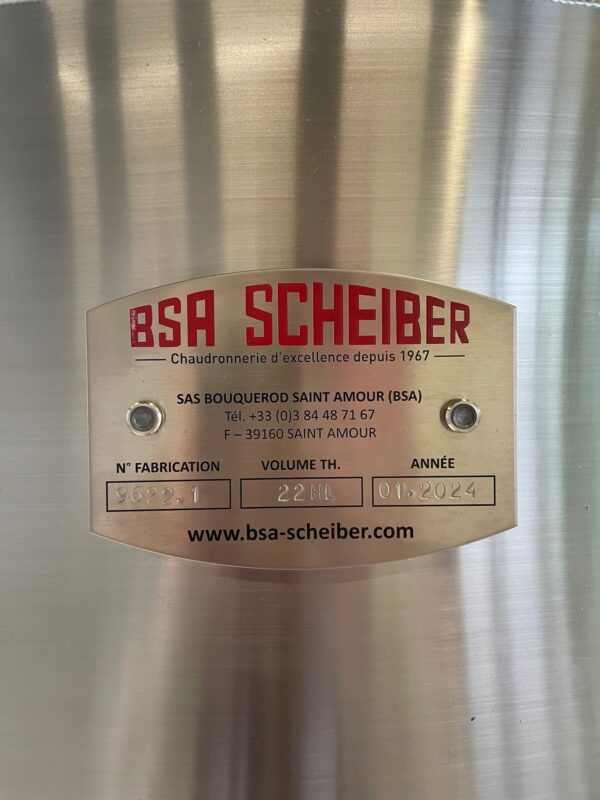 BSA SCHEIBER
Chaudronnerie d'excellence depuis 1967
SAS BOUQUEROD SAINT AMOUR (BSA)
Tél. +33 (0)3 84 48 71 67
F – 39160 SAINT AMOUR
N° FABRICATION VOLUME TH. ANNÉE
9622.1 22HL 01.2024
www.bsa-scheiber.com